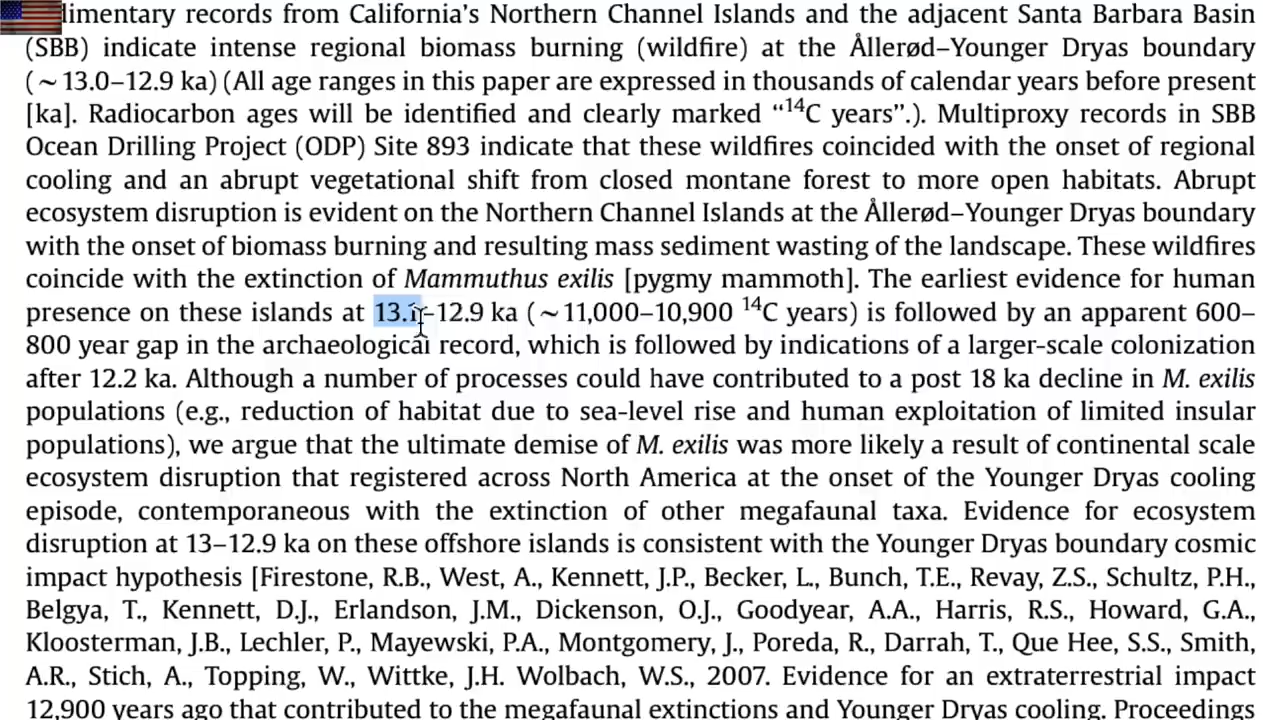 limentary records from California's Northern Channel Islands and the adjacent Santa Barbara Basin
(SBB) indicate intense regional biomass burning (wildfire) at the Ållerød–Younger Dryas boundary
(∼13.0–12.9 ka) (All age ranges in this paper are expressed in thousands of calendar years before present
[ka]. Radiocarbon ages will be identified and clearly marked “¹⁴C years”.). Multiproxy records in SBB
Ocean Drilling Project (ODP) Site 893 indicate that these wildfires coincided with the onset of regional
cooling and an abrupt vegetational shift from closed montane forest to more open habitats. Abrupt
ecosystem disruption is evident on the Northern Channel Islands at the Ållerød–Younger Dryas boundary
with the onset of biomass burning and resulting mass sediment wasting of the landscape. These wildfires
coincide with the extinction of Mammuthus exilis [pygmy mammoth]. The earliest evidence for human
presence on these islands at 13.1–12.9 ka (∼11,000–10,900 ¹⁴C years) is followed by an apparent 600–
800 year gap in the archaeological record, which is followed by indications of a larger-scale colonization
after 12.2 ka. Although a number of processes could have contributed to a post 18 ka decline in M. exilis
populations (e.g., reduction of habitat due to sea-level rise and human exploitation of limited insular
populations), we argue that the ultimate demise of M. exilis was more likely a result of continental scale
ecosystem disruption that registered across North America at the onset of the Younger Dryas cooling
episode, contemporaneous with the extinction of other megafaunal taxa. Evidence for ecosystem
disruption at 13–12.9 ka on these offshore islands is consistent with the Younger Dryas boundary cosmic
impact hypothesis [Firestone, R.B., West, A., Kennett, J.P., Becker, L., Bunch, T.E., Revay, Z.S., Schultz, P.H.,
Belgya, T., Kennett, D.J., Erlandson, J.M., Dickenson, O.J., Goodyear, A.A., Harris, R.S., Howard, G.A.,
Kloosterman, J.B., Lechler, P., Mayewski, P.A., Montgomery, J., Poreda, R., Darrah, T., Que Hee, S.S., Smith,
A.R., Stich, A., Topping, W., Wittke, J.H. Wolbach, W.S., 2007. Evidence for an extraterrestrial impact
12,900 years ago that contributed to the megafaunal extinctions and Younger Dryas cooling. Proceedings